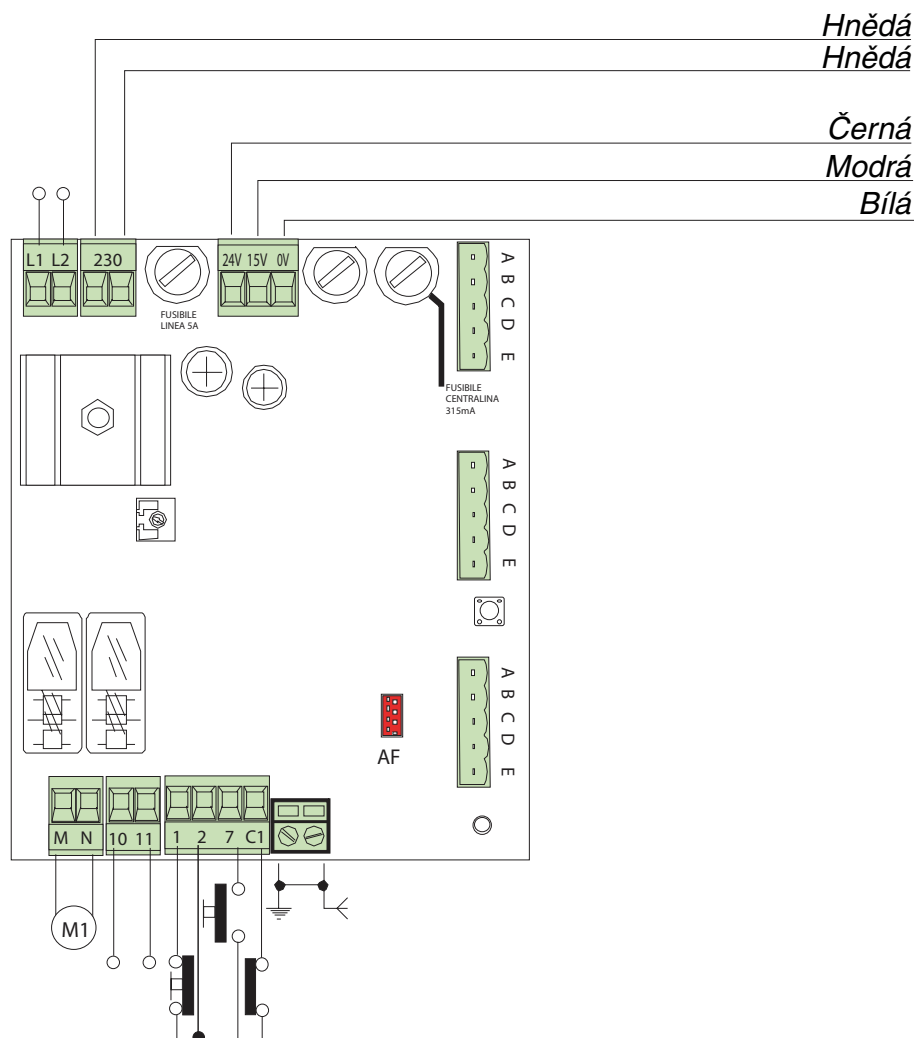 Hnědá
Hnědá
Černá
Modrá
Bílá
L1 L2
230
24V 15V 0V
FUSIBILE
LINEA 5A
FUSIBILE
CENTRALINA
315mA
A B C D E
A B C D E
A B C D E
AF
M N
10 11
1 2 7 C1
M1